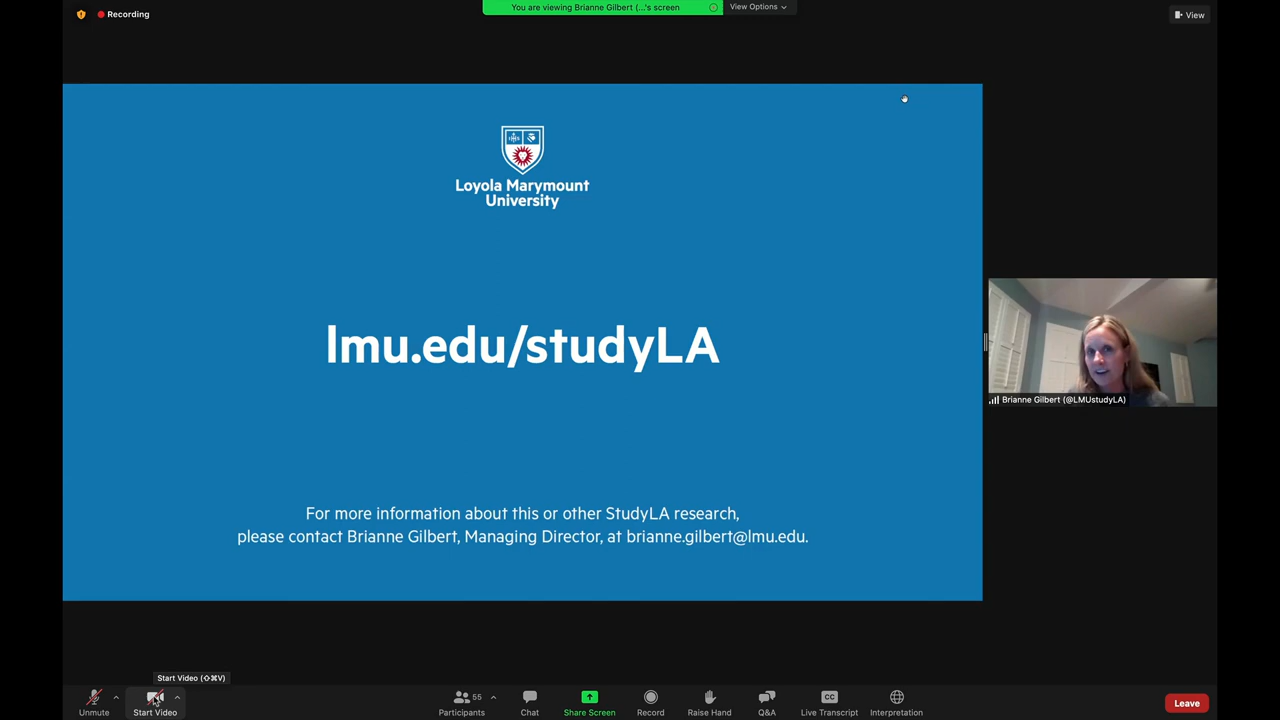 Recording
You are viewing Brianne Gilbert (...'s screen
View Options
View
IHS
Loyola Marymount
University
lmu.edu/studyLA
Brianne Gilbert (@LMUstudyLA)
For more information about this or other StudyLA research,
please contact Brianne Gilbert, Managing Director, at brianne.gilbert@lmu.edu.
Start Video (⇧⌘V)
Unmute
Start Video
55
Participants
Chat
Share Screen
Record
Raise Hand
Q&A
CC
Live Transcript
Interpretation
Leave